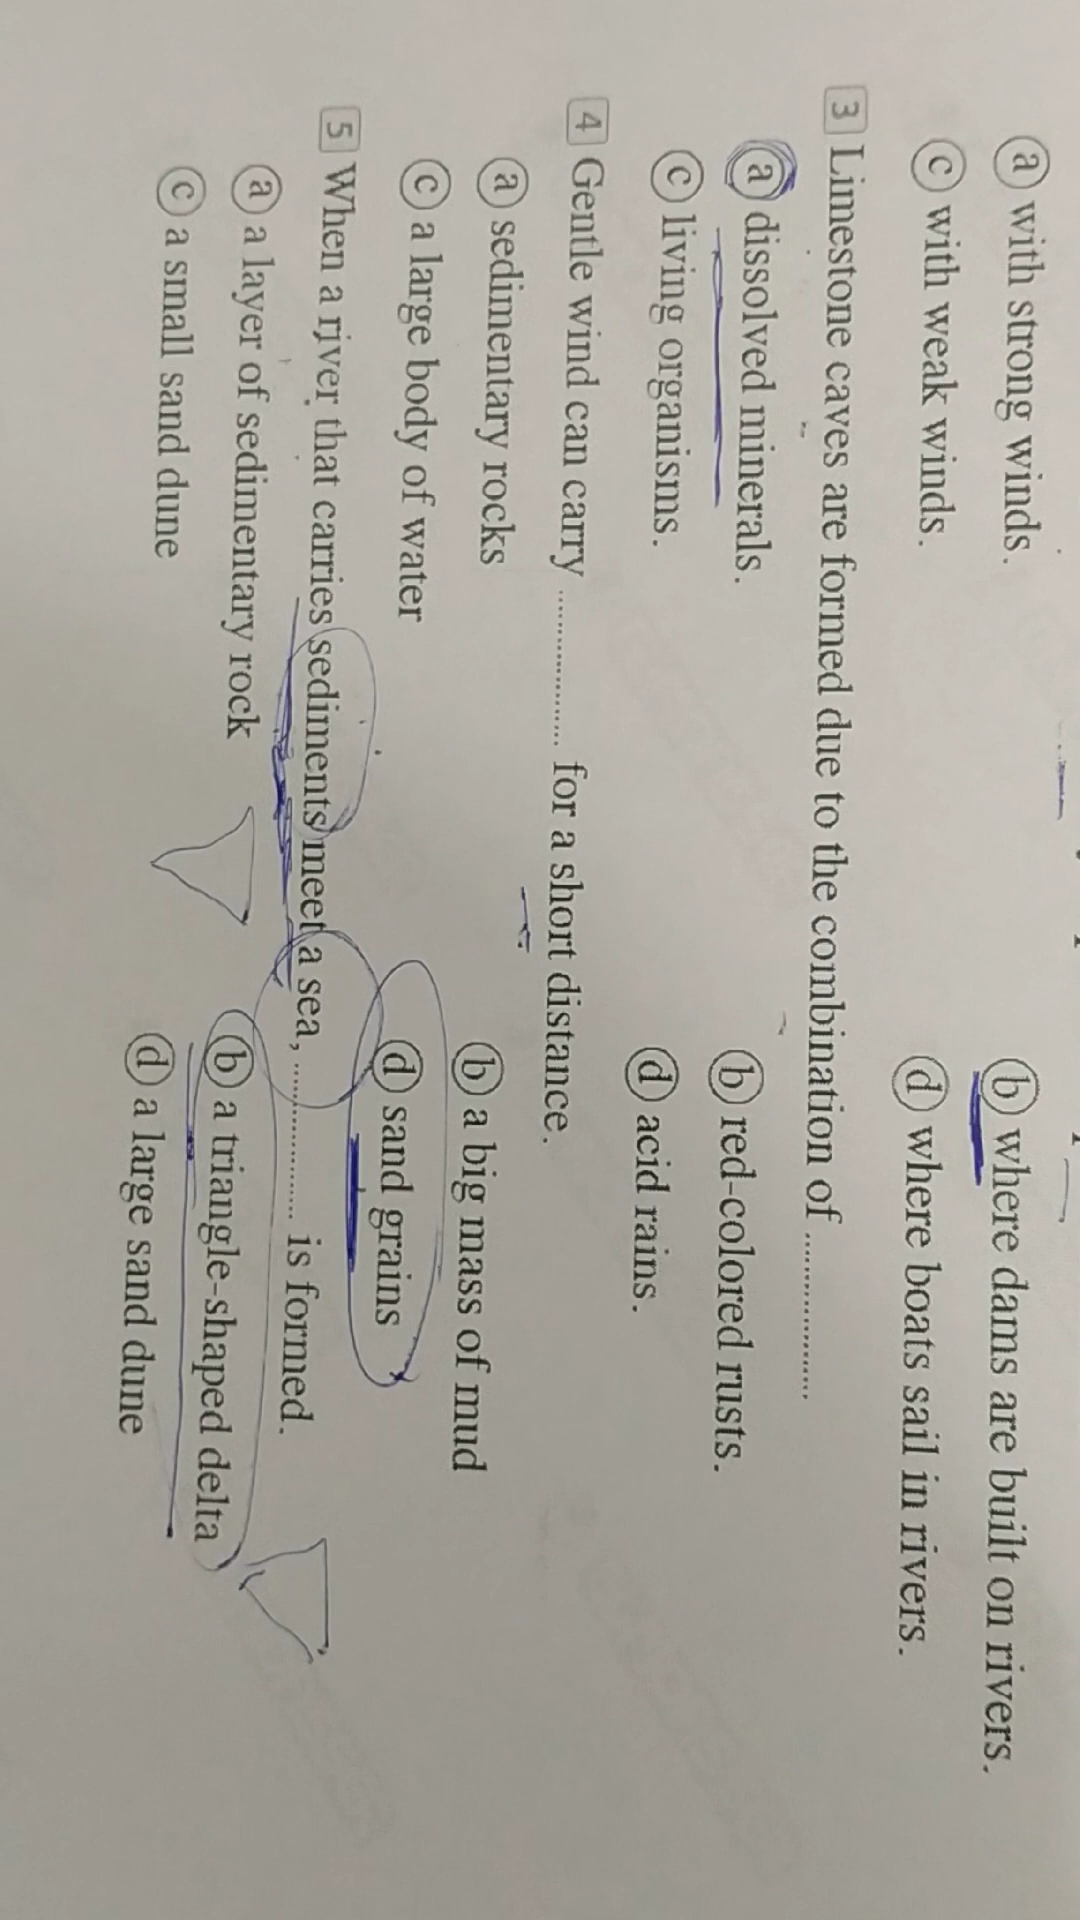 a with strong winds.
b where dams are built on rivers.
c with weak winds.
d where boats sail in rivers.
3 Limestone caves are formed due to the combination of ..................
a dissolved minerals.
b red-colored rusts.
c living organisms.
d acid rains.
4 Gentle wind can carry .................. for a short distance.
a sedimentary rocks
b a big mass of mud
c a large body of water
d sand grains
5 When a river that carries sediments meet a sea, .................. is formed.
a a layer of sedimentary rock
b a triangle-shaped delta
c a small sand dune
d a large sand dune